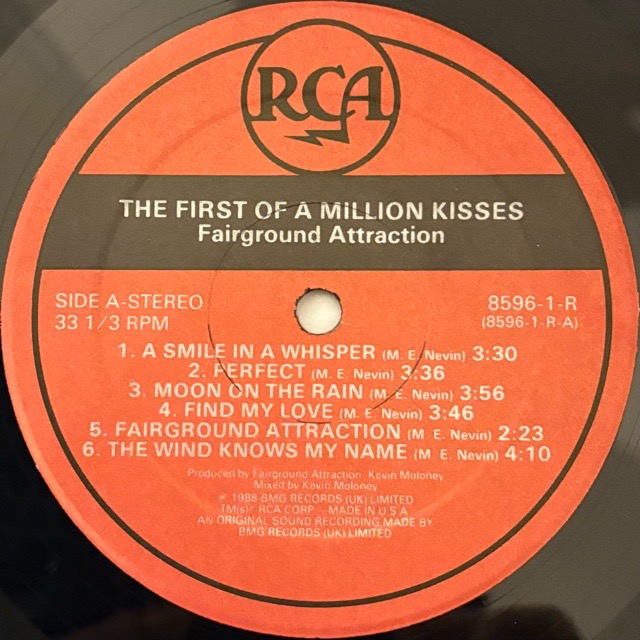 RCA
THE FIRST OF A MILLION KISSES
Fairground Attraction
SIDE A-STEREO
33 1/3 RPM
8596-1-R
(8596-1-R-A)
1. A SMILE IN A WHISPER (M. E. Nevin) 3:30
2. PERFECT (M. E. Nevin) 3:36
3. MOON ON THE RAIN (M. E. Nevin) 3:56
4. FIND MY LOVE (M. E. Nevin) 3:46
5. FAIRGROUND ATTRACTION (M. E. Nevin) 2:23
6. THE WIND KNOWS MY NAME (M. E. Nevin) 4:10
Produced by Fairground Attraction, Kevin Moloney
Mixed by Kevin Moloney
℗ 1988 BMG RECORDS (UK) LIMITED
TM(s)® RCA CORP—MADE IN U.S.A
AN ORIGINAL SOUND RECORDING MADE BY
BMG RECORDS (UK) LIMITED